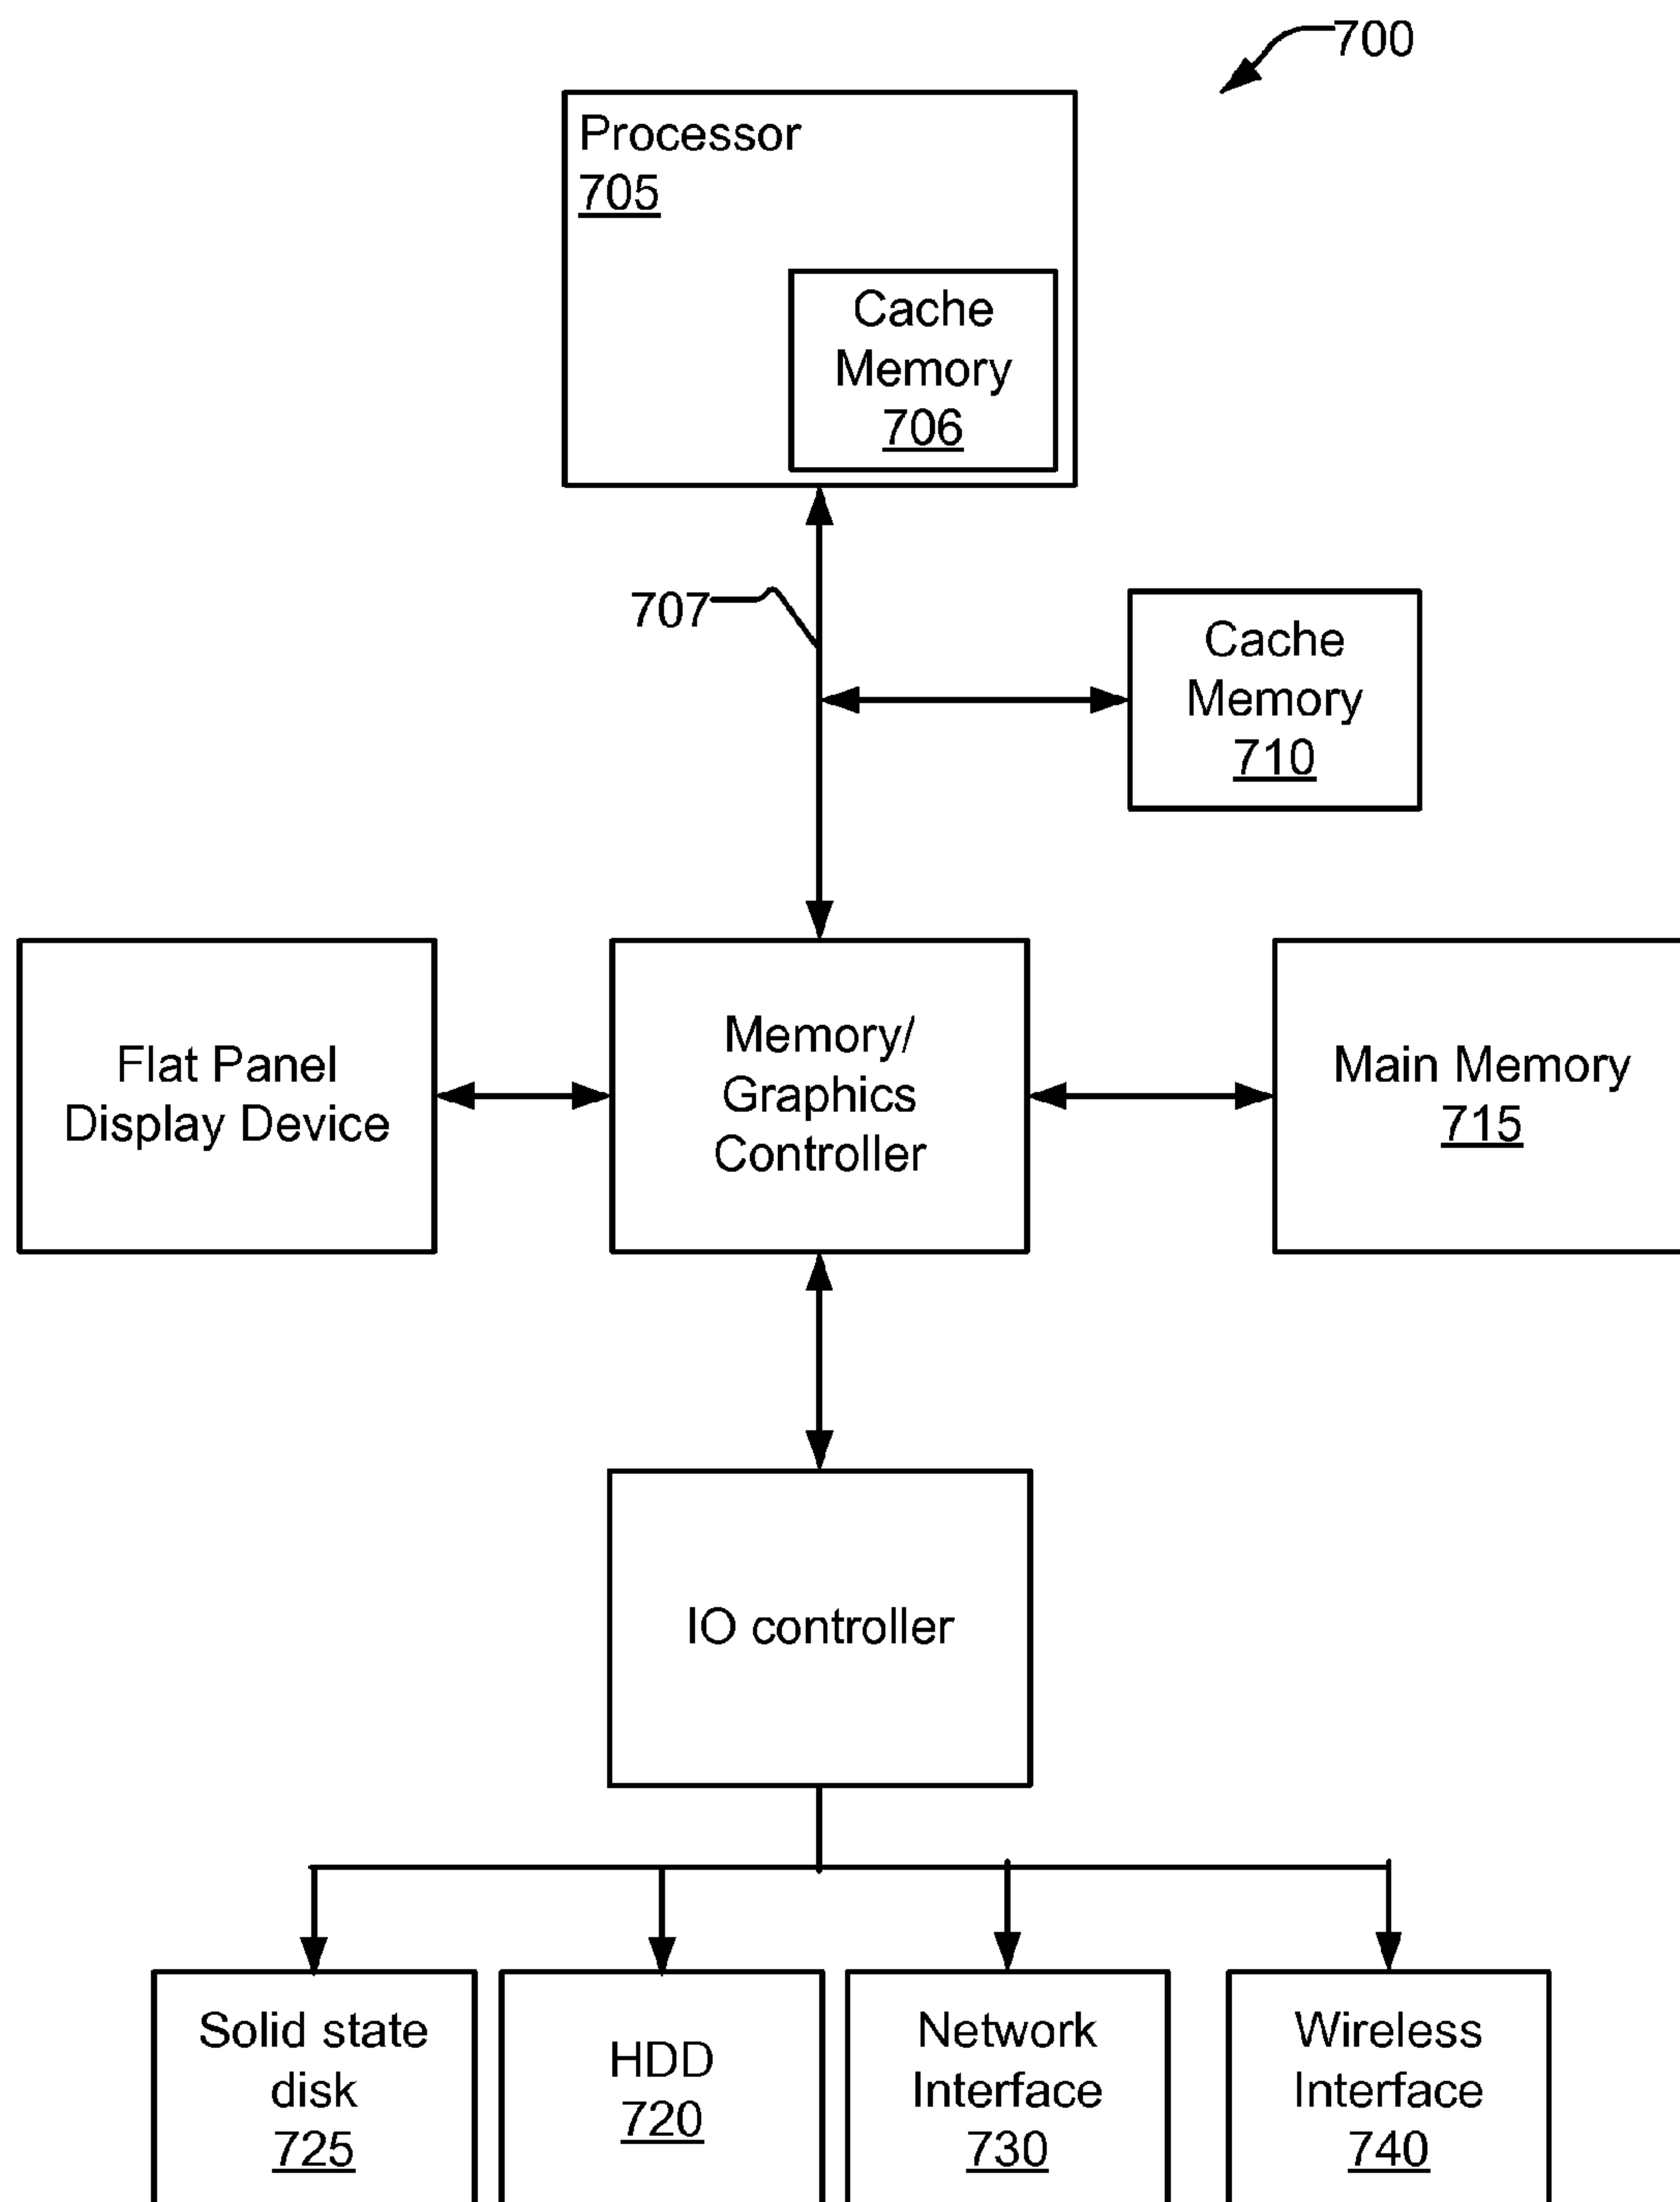 700
Processor
705
Cache
Memory
706
707
Cache
Memory
710
Flat Panel
Display Device
Memory/
Graphics
Controller
Main Memory
715
IO controller
Solid state
disk
725
HDD
720
Network
Interface
730
Wireless
Interface
740